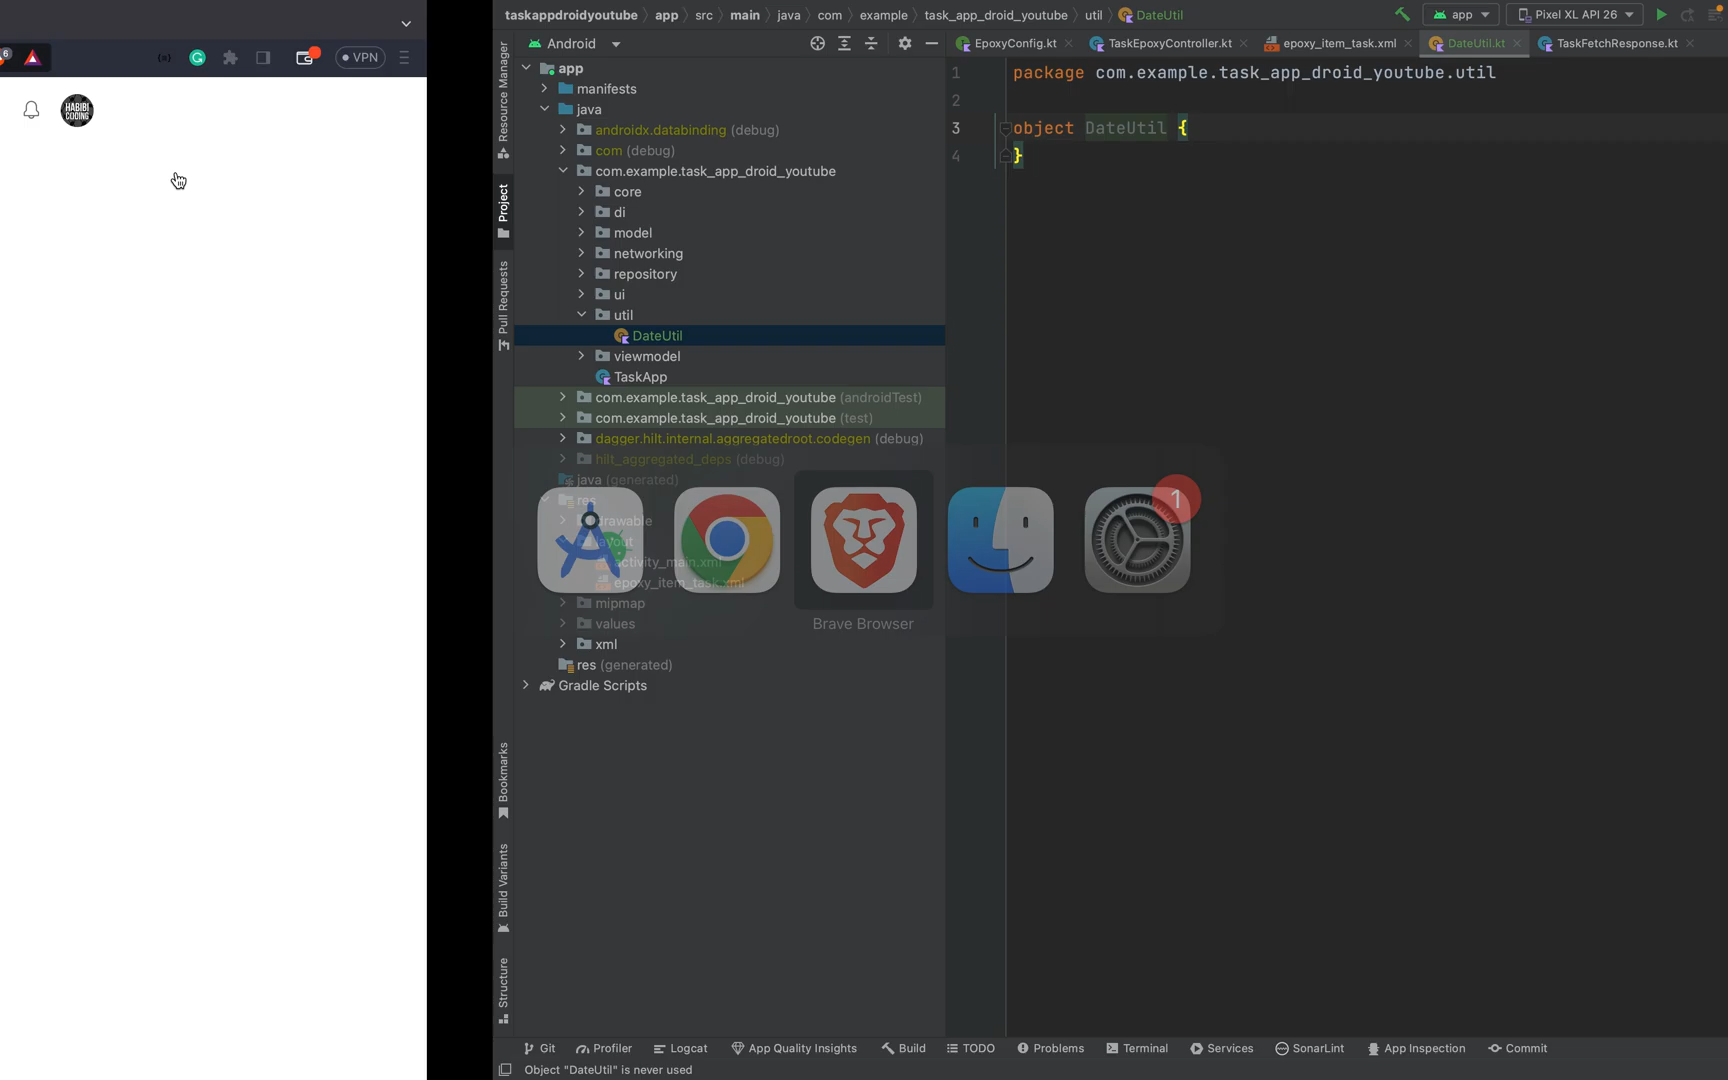 6
VPN
HABIBI
CODING
taskappdroidyoutube
app
src
main
java
com
example
task_app_droid_youtube
util
DateUtil
app
Pixel XL API 26
Android
EpoxyConfig.kt
TaskEpoxyController.kt
epoxy_item_task.xml
DateUtil.kt
TaskFetchResponse.kt
Resource Manager
Project
Pull Requests
Bookmarks
Build Variants
Structure
app
manifests
java
androidx.databinding (debug)
com (debug)
com.example.task_app_droid_youtube
core
di
model
networking
repository
ui
util
DateUtil
viewmodel
TaskApp
com.example.task_app_droid_youtube (androidTest)
com.example.task_app_droid_youtube (test)
dagger.hilt.internal.aggregatedroot.codegen (debug)
hilt_aggregated_deps (debug)
java (generated)
res
drawable
layout
activity_main.xml
epoxy_item_task.xml
mipmap
values
xml
res (generated)
Gradle Scripts
1 package com.example.task_app_droid_youtube.util
2
3 object DateUtil {
4 }
1
Brave Browser
Git
Profiler
Logcat
App Quality Insights
Build
TODO
Problems
Terminal
Services
SonarLint
App Inspection
Commit
Object "DateUtil" is never used